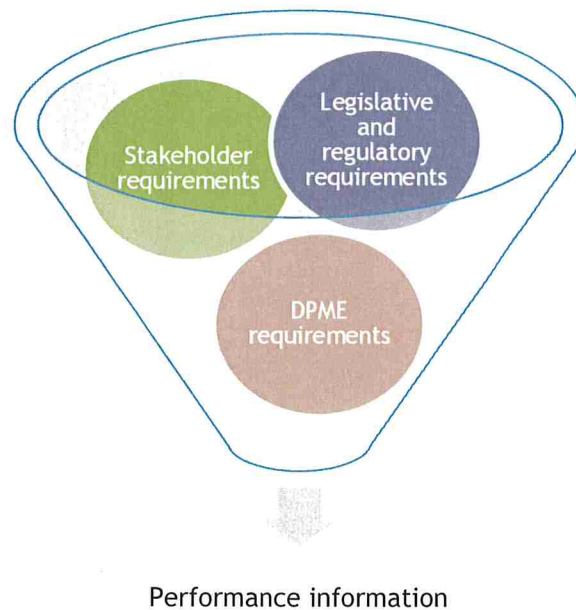 Legislative
and
regulatory
requirements
Stakeholder
requirements
DPME
requirements
Performance information